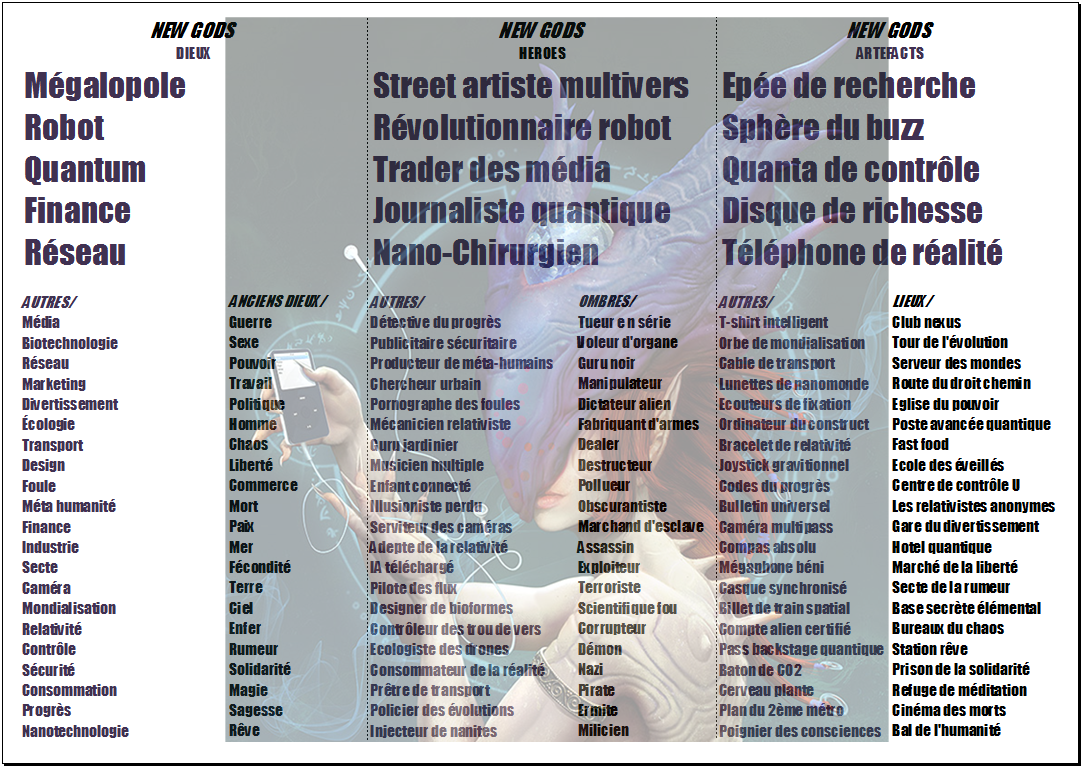 NEW GODS
DIEUX
Mégalopole
Robot
Quantum
Finance
Réseau
AUTRES/
Média
Biotechnologie
Réseau
Marketing
Divertissement
Écologie
Transport
Design
Foule
Méta humanité
Finance
Industrie
Secte
Caméra
Mondialisation
Relativité
Contrôle
Sécurité
Consommation
Progrès
Nanotechnologie
ANCIENS DIEUX/
Guerre
Sexe
Pouvoir
Travail
Politique
Homme
Chaos
Liberté
Commerce
Mort
Paix
Mer
Fécondité
Terre
Ciel
Enfer
Rumeur
Solidarité
Magie
Sagesse
Rêve
NEW GODS
HEROES
Street artiste multivers
Révolutionnaire robot
Trader des média
Journaliste quantique
Nano-Chirurgien
AUTRES/
Détective du progrès
Publicitaire sécuritaire
Producteur de méta-humains
Chercheur urbain
Pornographe des foules
Mécanicien relativiste
Guru jardinier
Musicien multiple
Enfant connecté
Illusioniste perdu
Serviteur des caméras
Adepte de la relativité
IA téléchargé
Pilote des flux
Designer de bioformes
Contrôleur des trou de vers
Ecologiste des drones
Consommateur de la réalité
Prêtre de transport
Policier des évolutions
Injecteur de nanites
OMBRES/
Tueur en série
Voleur d'organe
Guru noir
Manipulateur
Dictateur alien
Fabriquant d'armes
Dealer
Destructeur
Pollueur
Obscurantiste
Marchand d'esclave
Assassin
Exploiteur
Terroriste
Scientifique fou
Corrupteur
Démon
Nazi
Pirate
Ermite
Milicien
NEW GODS
ARTEFACTS
Epée de recherche
Sphère du buzz
Quanta de contrôle
Disque de richesse
Téléphone de réalité
AUTRES/
T-shirt intelligent
Orbe de mondialisation
Cable de transport
Lunettes de nanomonde
Ecouteurs de fixation
Ordinateur du construct
Bracelet de relativité
Joystick gravitionnel
Codes du progrès
Bulletin universel
Caméra multipass
Compas absolu
Mégaphone béni
Casque synchronisé
Billet de train spatial
Compte alien certifié
Pass backstage quantique
Baton de CO2
Cerveau plante
Plan du 2ème métro
Poignier des consciences
LIEUX/
Club nexus
Tour de l'évolution
Serveur des mondes
Route du droit chemin
Eglise du pouvoir
Poste avancée quantique
Fast food
Ecole des éveillés
Centre de contrôle U
Les relativistes anonymes
Gare du divertissement
Hotel quantique
Marché de la liberté
Secte de la rumeur
Base secrète élémental
Bureaux du chaos
Station rêve
Prison de la solidarité
Refuge de méditation
Cinéma des morts
Bal de l'humanité